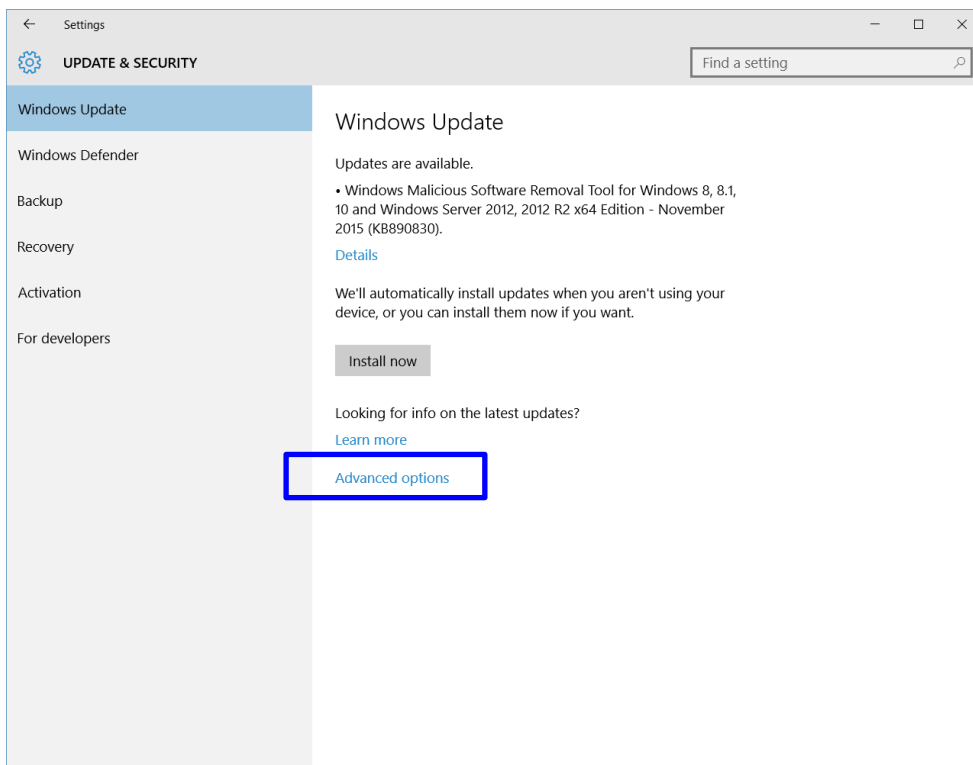 Settings
UPDATE & SECURITY
Find a setting
Windows Update
Windows Defender
Backup
Recovery
Activation
For developers
Windows Update
Updates are available.
• Windows Malicious Software Removal Tool for Windows 8, 8.1,
10 and Windows Server 2012, 2012 R2 x64 Edition - November
2015 (KB890830).
Details
We'll automatically install updates when you aren't using your
device, or you can install them now if you want.
Install now
Looking for info on the latest updates?
Learn more
Advanced options